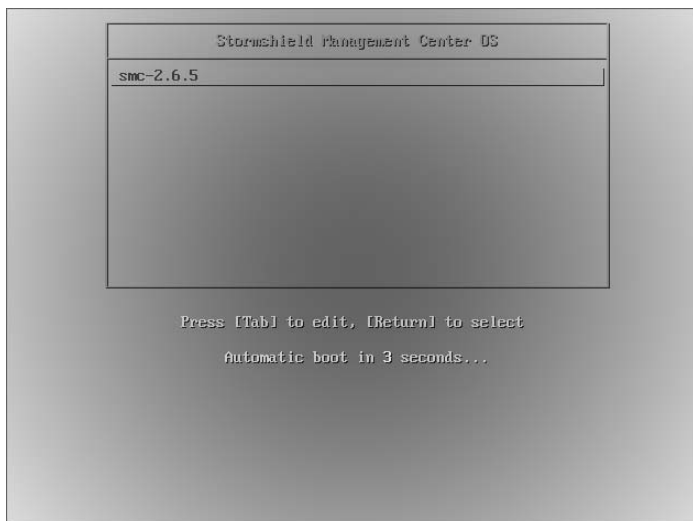 Stormshield Management Center OS
smc-2.6.5
Press [Tab] to edit, [Return] to select
Automatic boot in 3 seconds...